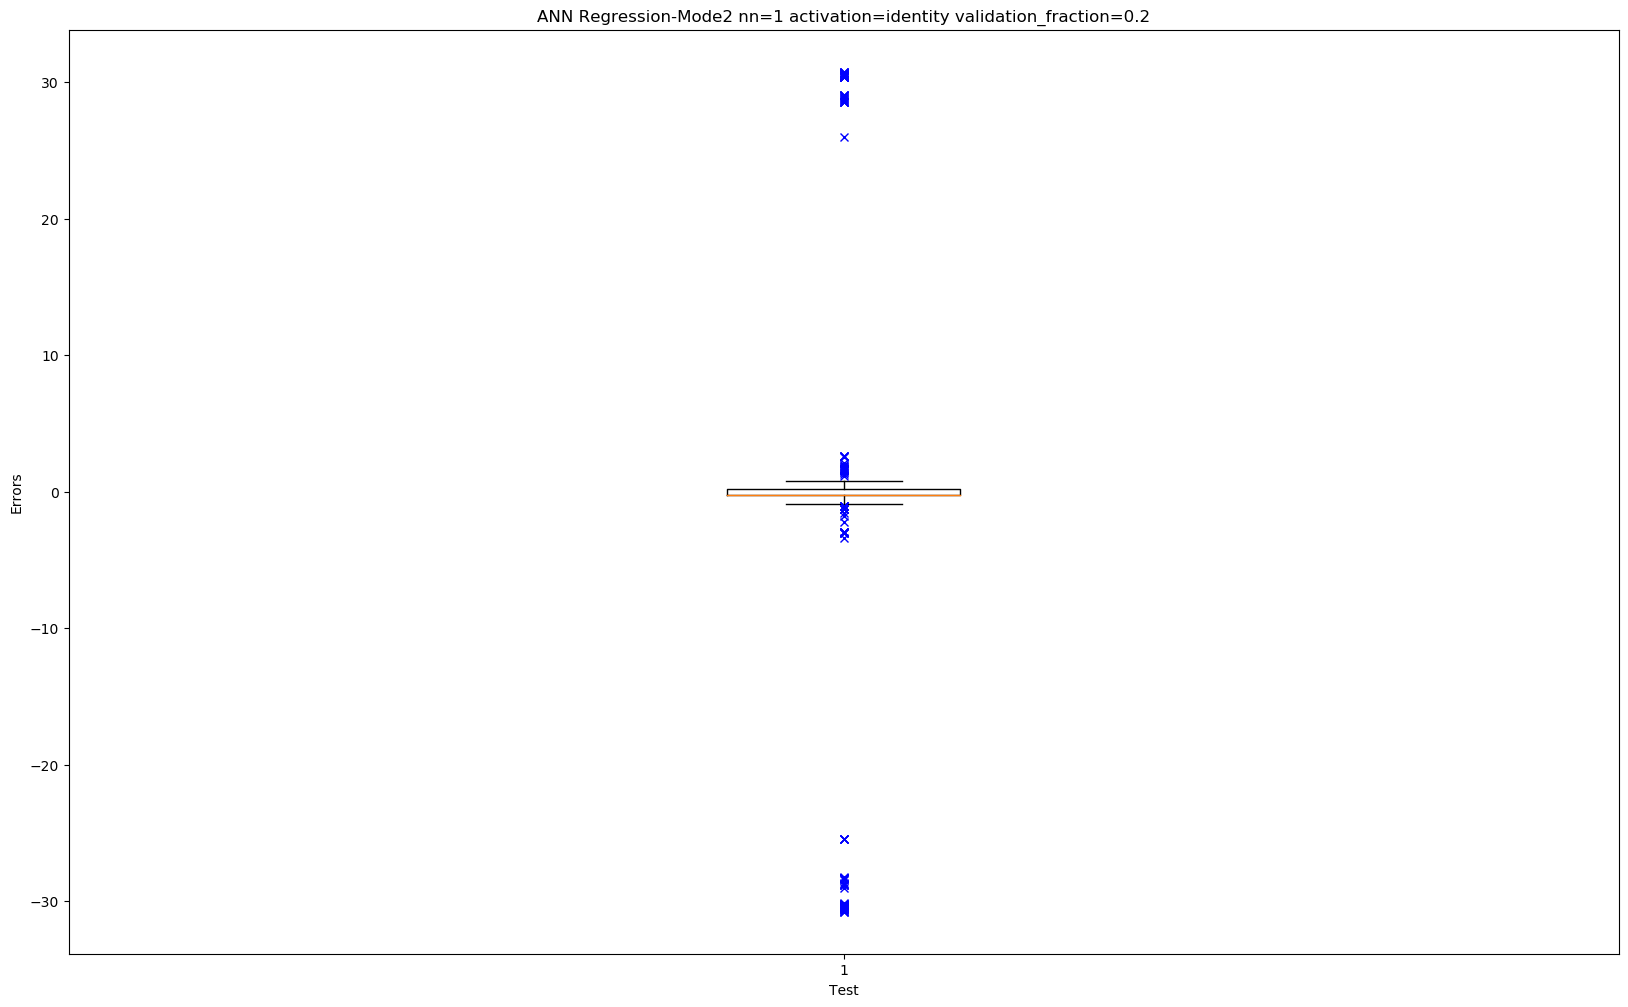 ANN Regression-Mode2 nn=1 activation=identity validation_fraction=0.2
30
20
10
0
−10
−20
−30
Errors
1
Test